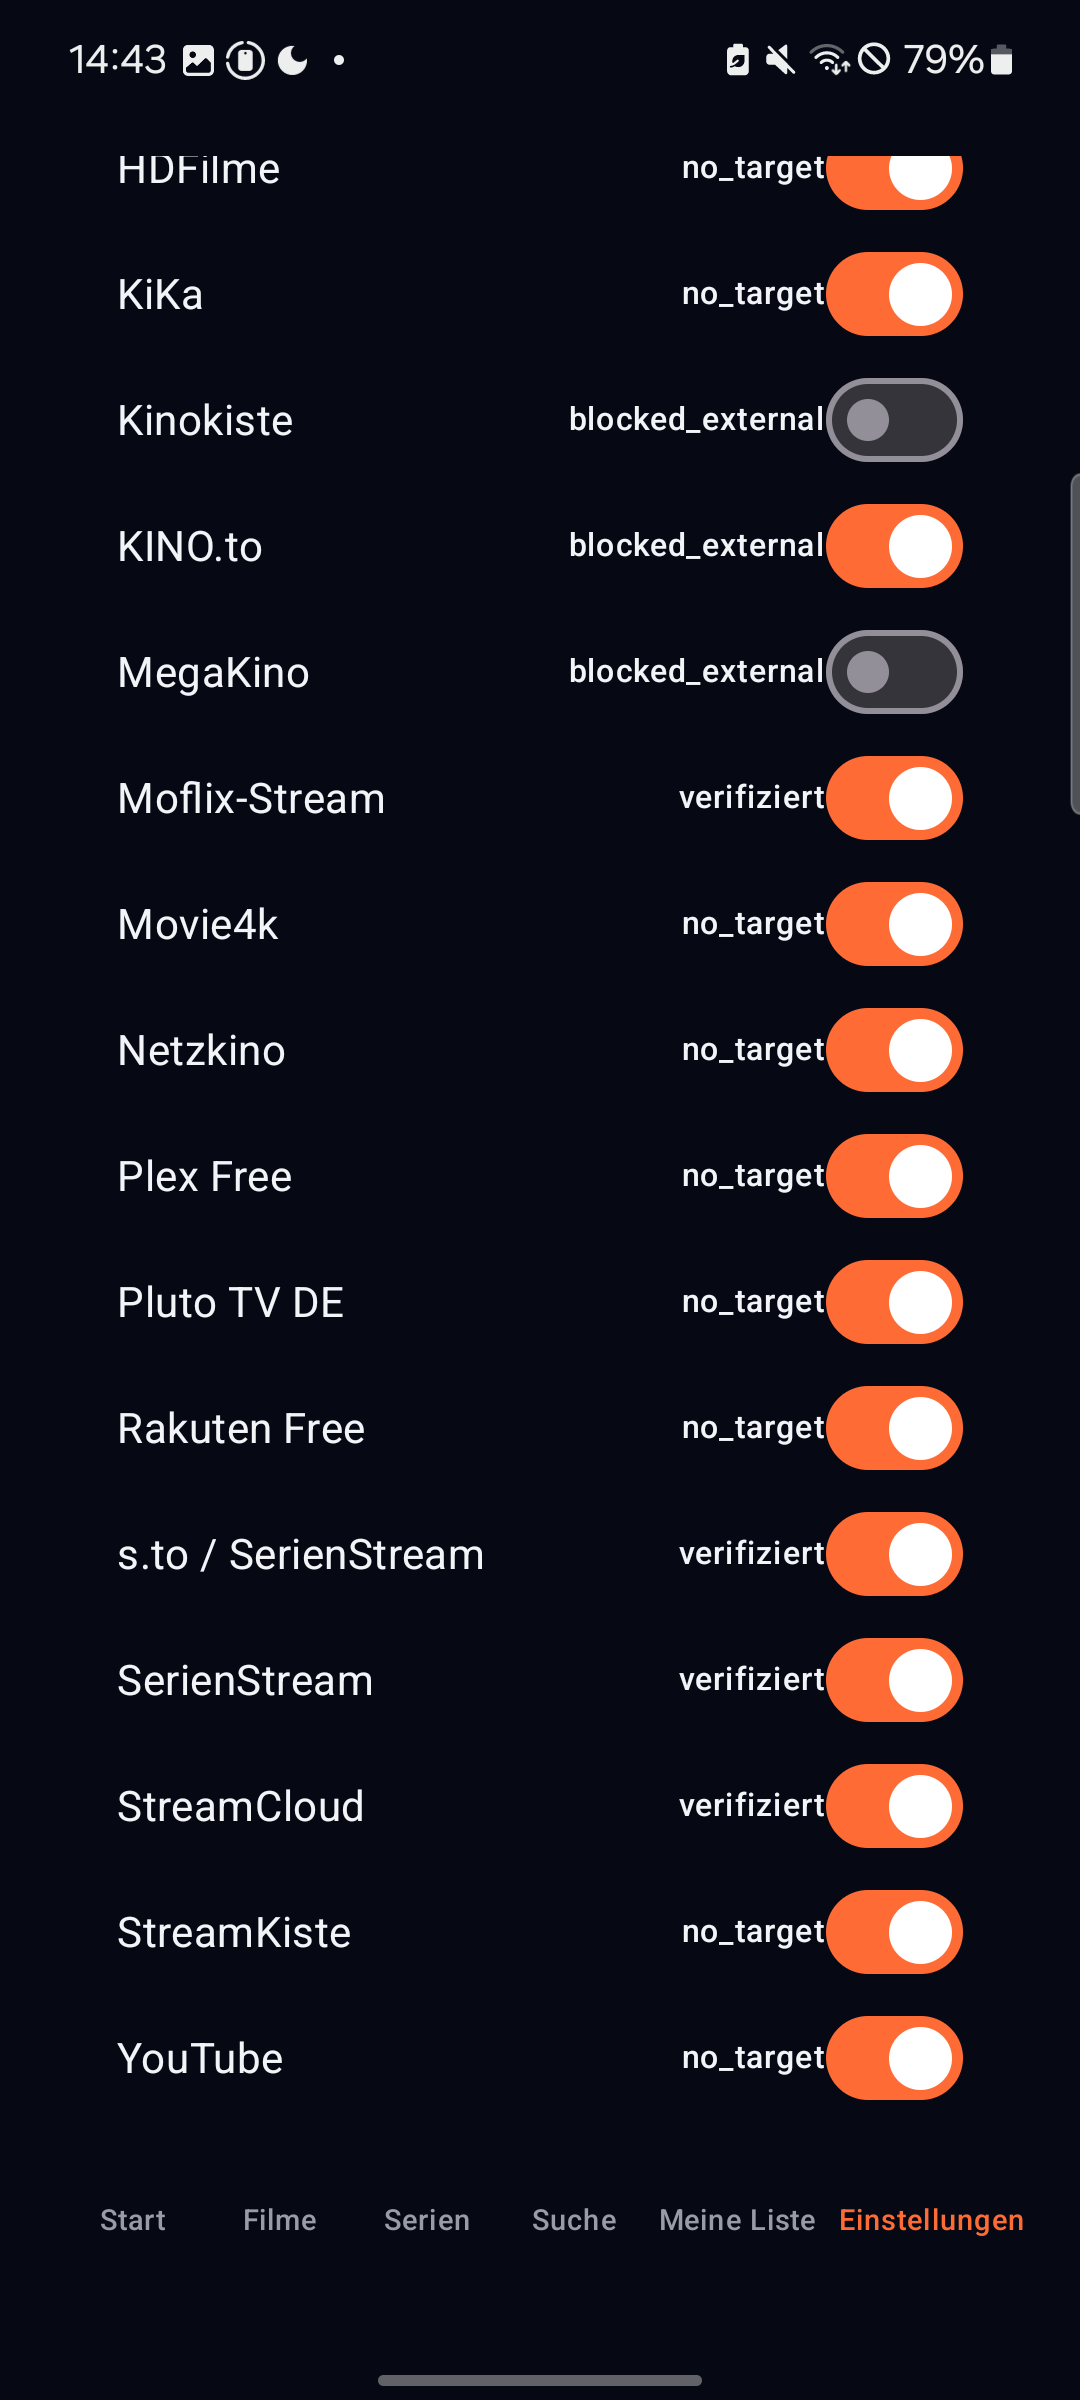 14:43 79%
HDFilme no_target
KiKa no_target
Kinokiste blocked_external
KINO.to blocked_external
MegaKino blocked_external
Moflix-Stream verifiziert
Movie4k no_target
Netzkino no_target
Plex Free no_target
Pluto TV DE no_target
Rakuten Free no_target
s.to / SerienStream verifiziert
SerienStream verifiziert
StreamCloud verifiziert
StreamKiste no_target
YouTube no_target
Start Filme Serien Suche Meine Liste Einstellungen